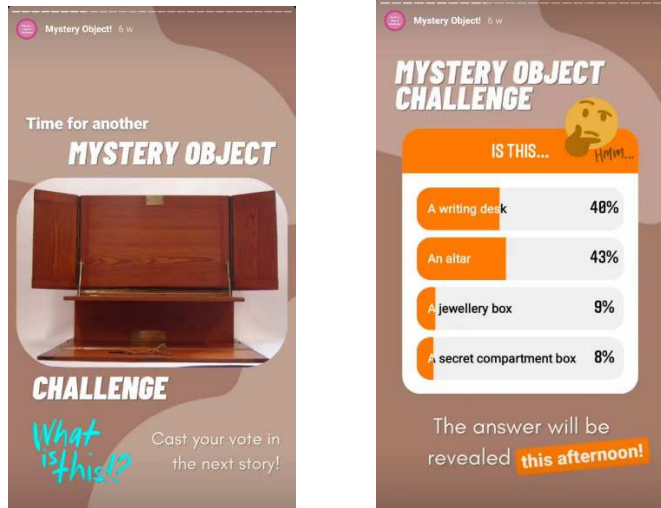 Mystery Object! 6 w
Time for another
MYSTERY OBJECT
CHALLENGE
What
is
this!?
Cast your vote in
the next story!
Mystery Object! 6 w
MYSTERY OBJECT
CHALLENGE
IS THIS...
Hmm...
A writing desk 40%
An altar 43%
A jewellery box 9%
A secret compartment box 8%
The answer will be
revealed this afternoon!